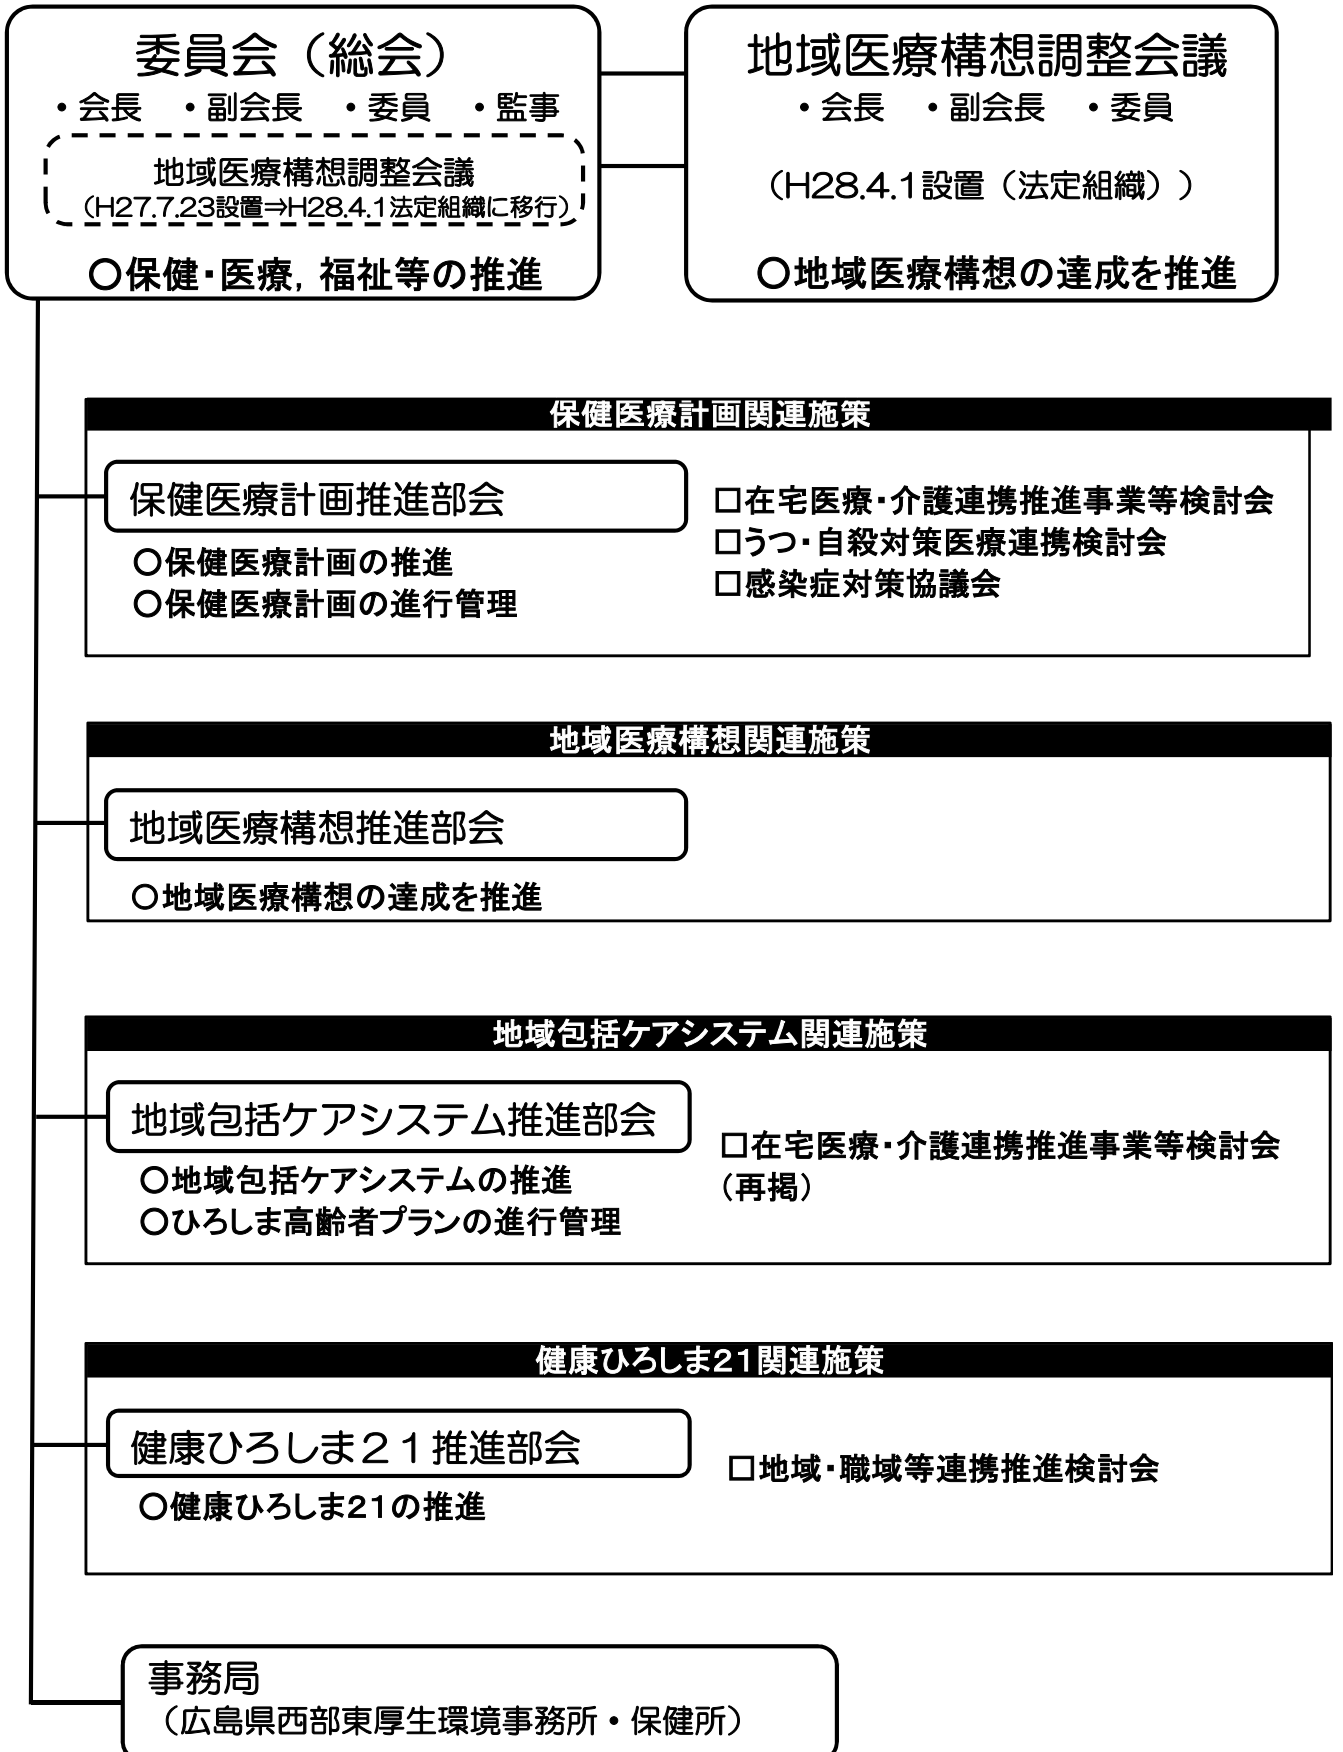 委員会（総会）
・会長　・副会長　・委員　・監事
地域医療構想調整会議
（H27.7.23設置⇒H28.4.1法定組織に移行）
○保健・医療，福祉等の推進
地域医療構想調整会議
・会長　・副会長　・委員
（H28.4.1設置（法定組織））
○地域医療構想の達成を推進
保健医療計画関連施策
保健医療計画推進部会
○保健医療計画の推進
○保健医療計画の進行管理
□在宅医療・介護連携推進事業等検討会
□うつ・自殺対策医療連携検討会
□感染症対策協議会
地域医療構想関連施策
地域医療構想推進部会
○地域医療構想の達成を推進
地域包括ケアシステム関連施策
地域包括ケアシステム推進部会
○地域包括ケアシステムの推進
○ひろしま高齢者プランの進行管理
□在宅医療・介護連携推進事業等検討会
（再掲）
健康ひろしま２１関連施策
健康ひろしま２１推進部会
○健康ひろしま２１の推進
□地域・職域等連携推進検討会
事務局
（広島県西部東厚生環境事務所・保健所）